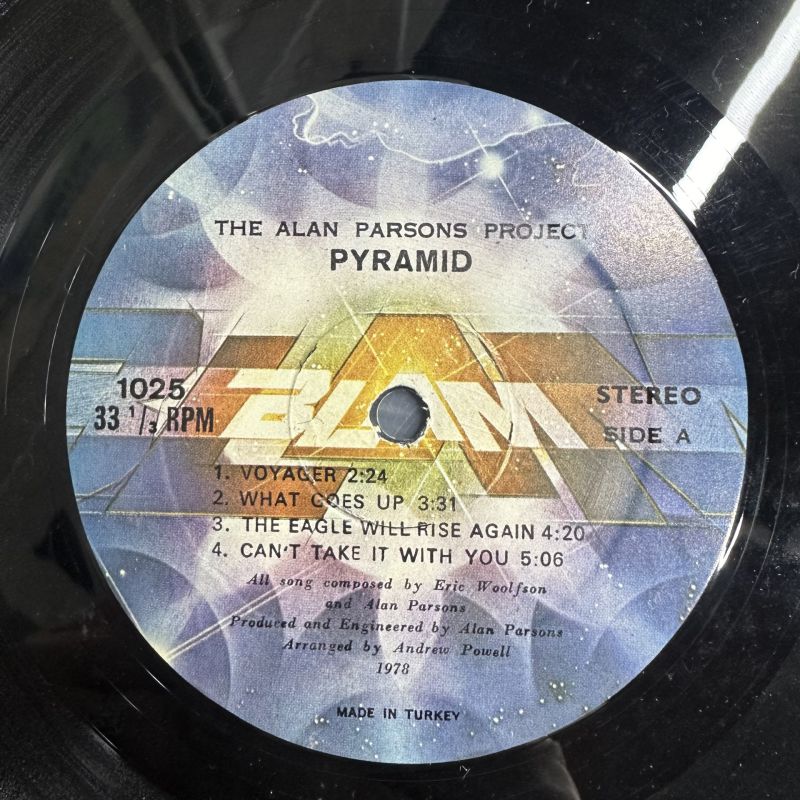 THE ALAN PARSONS PROJECT
PYRAMID
BLAM
1025
33 1/3 RPM
STEREO
SIDE A
1. VOYAGER 2:24
2. WHAT GOES UP 3:31
3. THE EAGLE WILL RISE AGAIN 4:20
4. CAN'T TAKE IT WITH YOU 5:06
All song composed by Eric Woolfson
and Alan Parsons
Produced and Engineered by Alan Parsons
Arranged by Andrew Powell
1978
MADE IN TURKEY